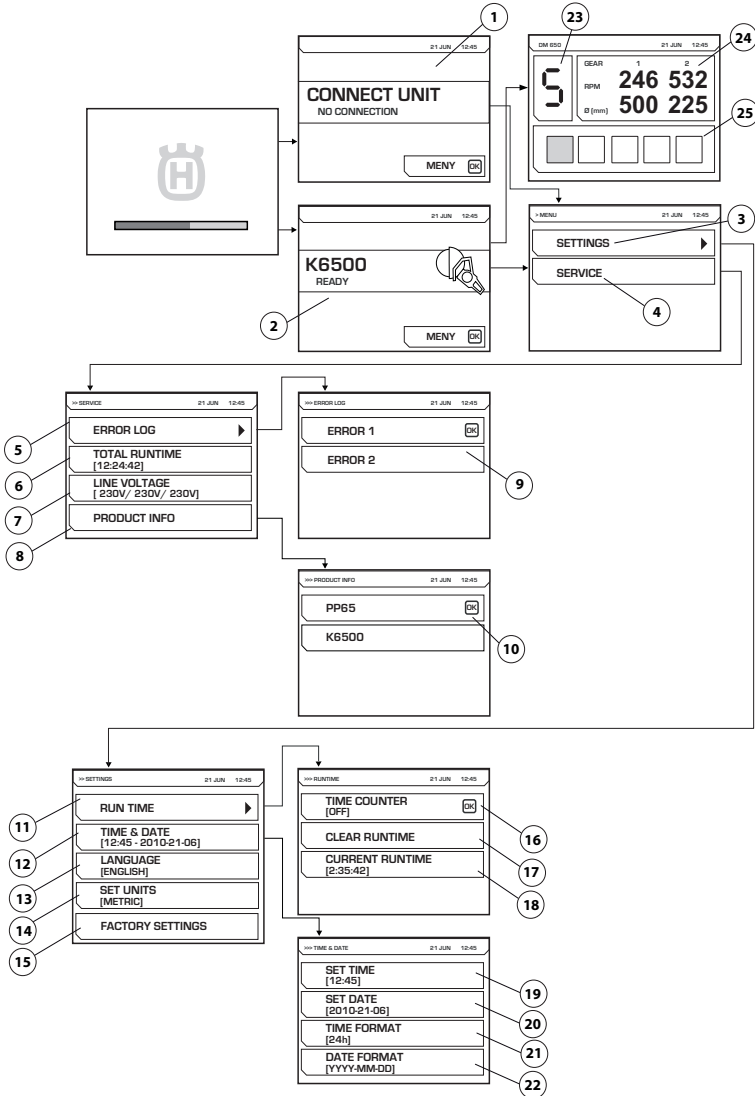 1
21 JUN 12:45
CONNECT UNIT
NO CONNECTION
MENY OK
23
24
25
DM 650 21 JUN 12:45
GEAR 1 2
RPM 246 532
Ø [mm] 500 225
5
H
21 JUN 12:45
K6500
READY
MENY OK
2
> MENU 21 JUN 12:45
SETTINGS
SERVICE
3
4
>> SERVICE 21 JUN 12:45
ERROR LOG
TOTAL RUNTIME
[12:24:42]
LINE VOLTAGE
[ 230V/ 230V/ 230V]
PRODUCT INFO
5
6
7
8
>>> ERROR LOG 21 JUN 12:45
ERROR 1 OK
ERROR 2
9
>>> PRODUCT INFO 21 JUN 12:45
PP65 OK
K6500
10
>> SETTINGS 21 JUN 12:45
RUN TIME
TIME & DATE
[12:45 - 2010-21-06]
LANGUAGE
[ENGLISH]
SET UNITS
[METRIC]
FACTORY SETTINGS
11
12
13
14
15
>>> RUNTIME 21 JUN 12:45
TIME COUNTER
[OFF] OK
CLEAR RUNTIME
CURRENT RUNTIME
[2:35:42]
16
17
18
>>> TIME & DATE 21 JUN 12:45
SET TIME
[12:45]
SET DATE
[2010-21-06]
TIME FORMAT
[24h]
DATE FORMAT
[YYYY-MM-DD]
19
20
21
22